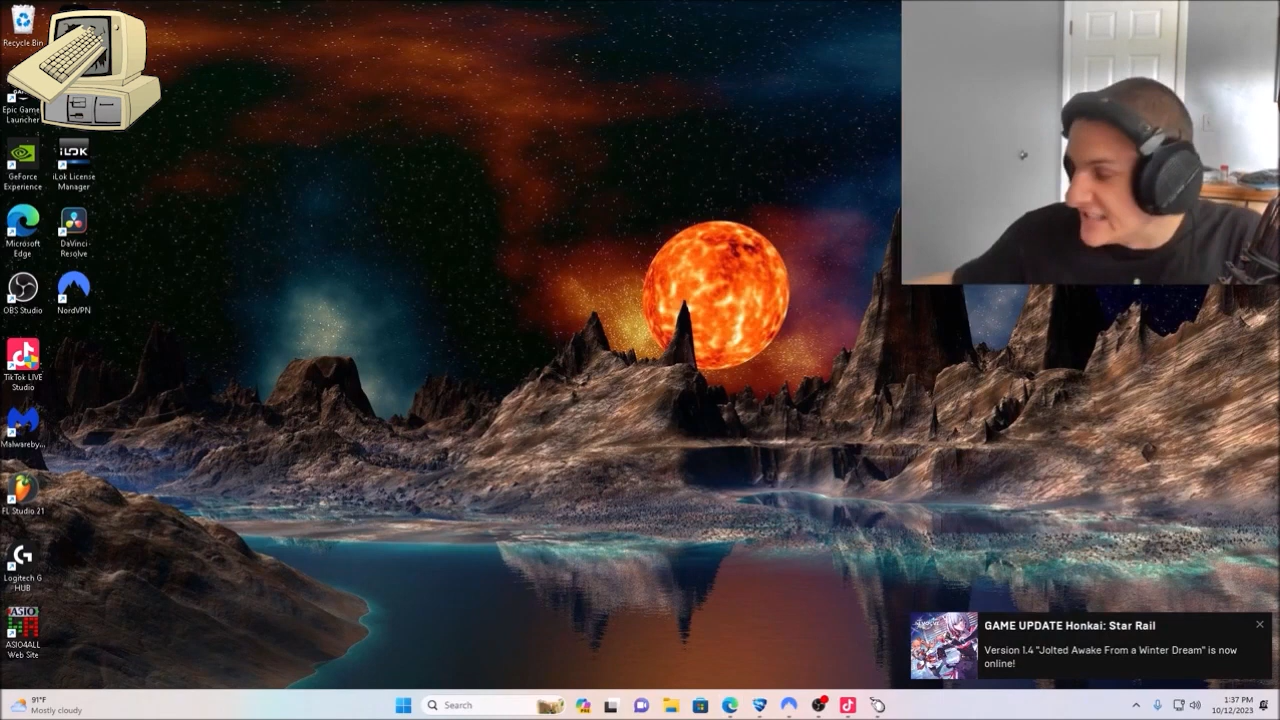 Recycle Bin
Epic Games
Launcher
GeForce
Experience
iLOK
iLok License
Manager
Microsoft
Edge
DaVinci
Resolve
OBS Studio
NordVPN
TikTok LIVE
Studio
Malwareby...
FL Studio 21
Logitech G
HUB
ASIO
ASIO4ALL
Web Site
GAME UPDATE Honkai: Star Rail
Version 1.4 "Jolted Awake From a Winter Dream" is now
online!
91°F
Mostly cloudy
Search
1:37 PM
10/12/2023